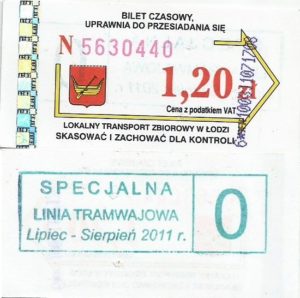 BILET CZASOWY,
UPRAWNIA DO PRZESIADANIA SIĘ
N 5630440
1,20 zł
Cena z podatkiem VAT
LOKALNY TRANSPORT ZBIOROWY W ŁODZI
SKASOWAĆ I ZACHOWAĆ DLA KONTROLI
SPECJALNA
LINIA TRAMWAJOWA
Lipiec - Sierpień 2011 r.
0